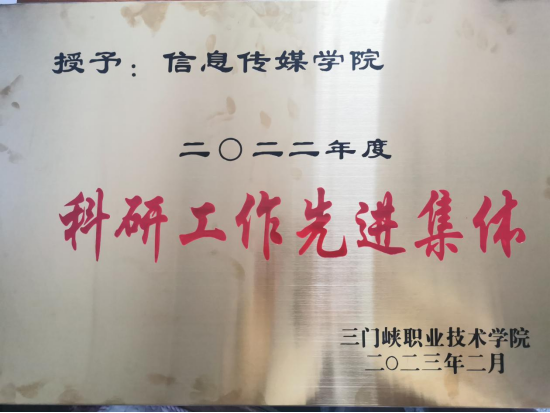 授予：信息传媒学院
二〇二二年度
科研工作先进集体
三门峡职业技术学院
二〇二三年二月